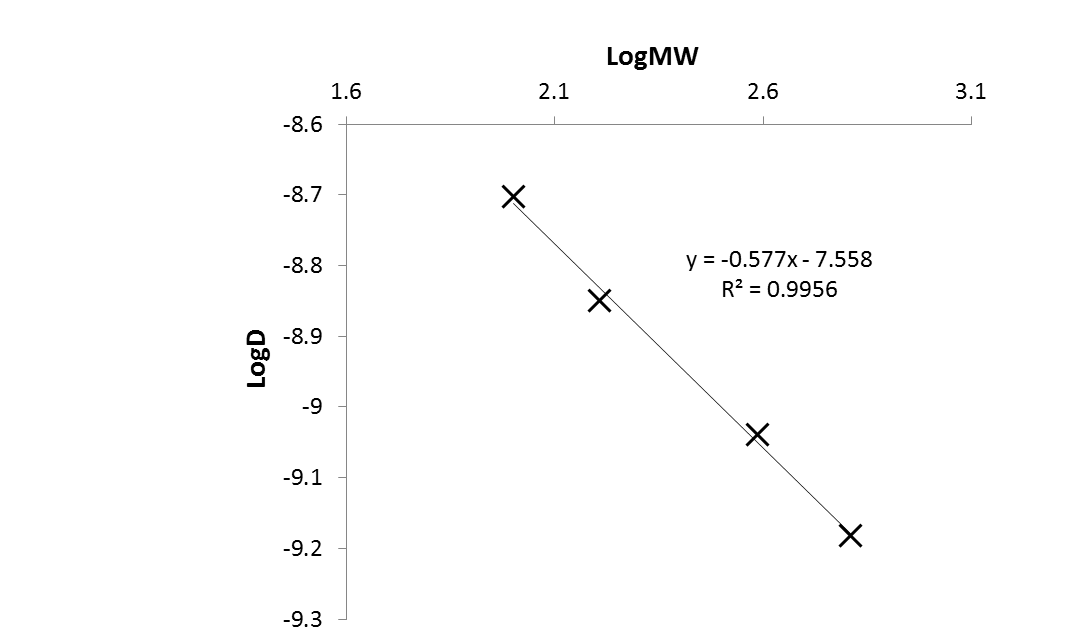 LogMW
1.6 2.1 2.6 3.1
-8.6
-8.7
-8.8
y = -0.577x - 7.558
R² = 0.9956
-8.9
LogD
-9
-9.1
-9.2
-9.3